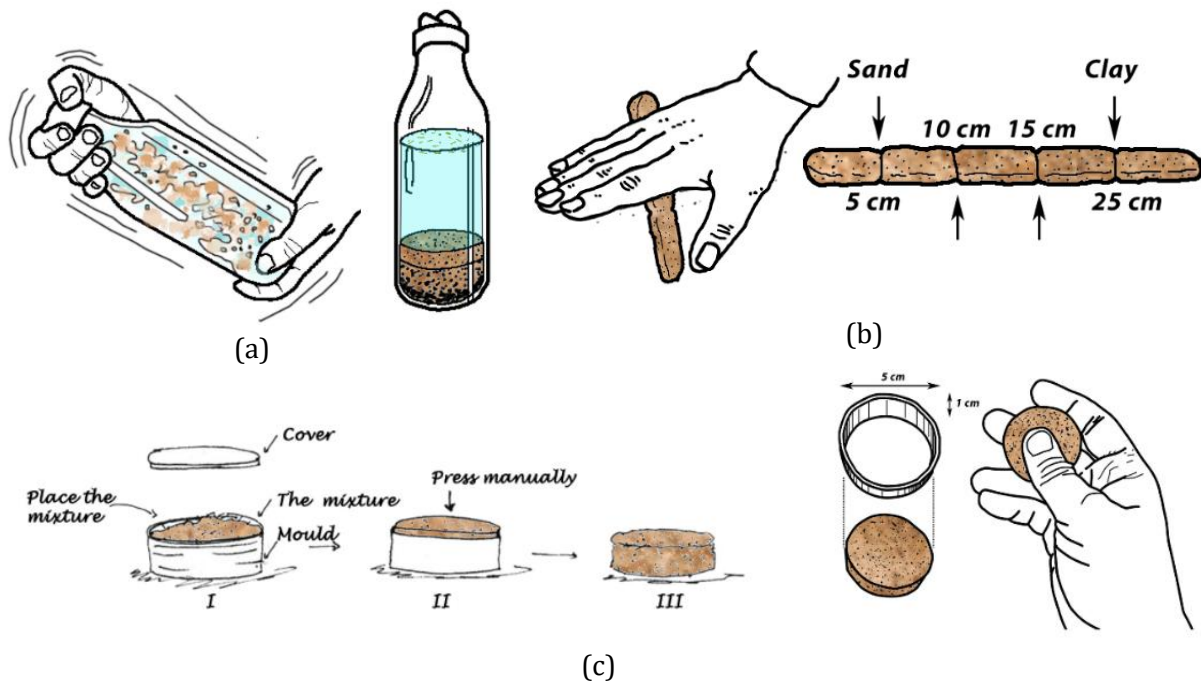 Sand
Clay
10 cm 15 cm
5 cm
25 cm
(a)
(b)
5 cm
1 cm
Cover
Place the
mixture
The mixture
Mould
Press manually
I
II
III
(c)